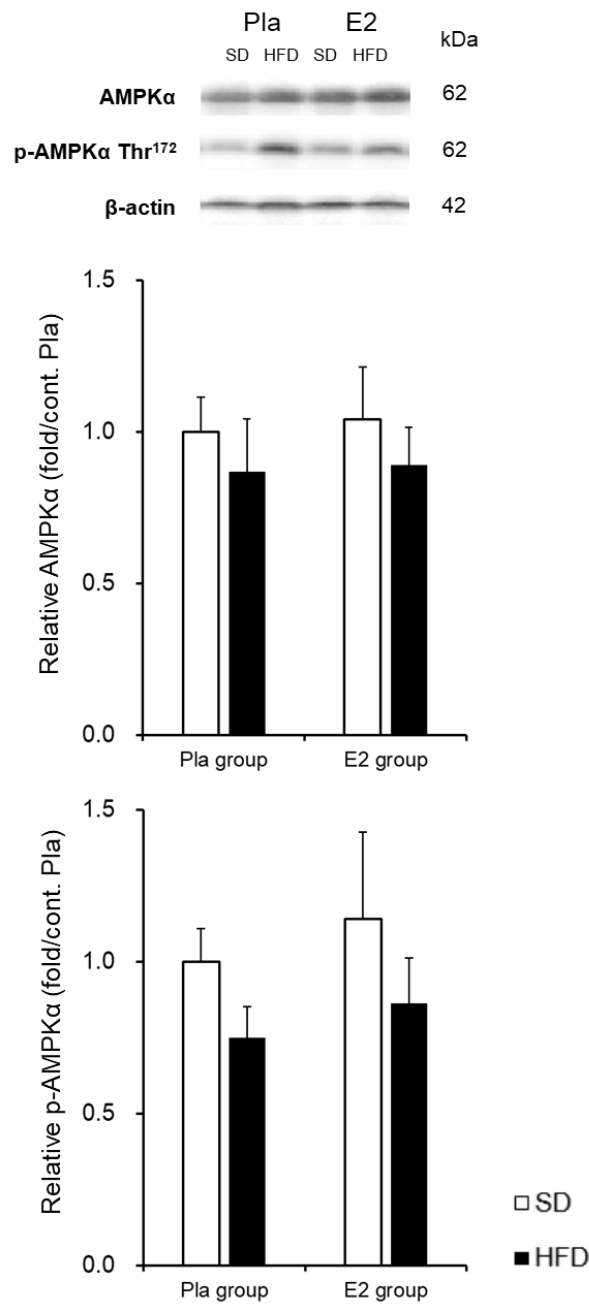 Pla E2
SD HFD SD HFD kDa
AMPKα 62
p-AMPKα Thr¹⁷² 62
β-actin 42
Relative AMPKα (fold/cont. Pla)
1.5
1.0
0.5
0.0
Pla group E2 group
Relative p-AMPKα (fold/cont. Pla)
1.5
1.0
0.5
0.0
Pla group E2 group
SD
HFD